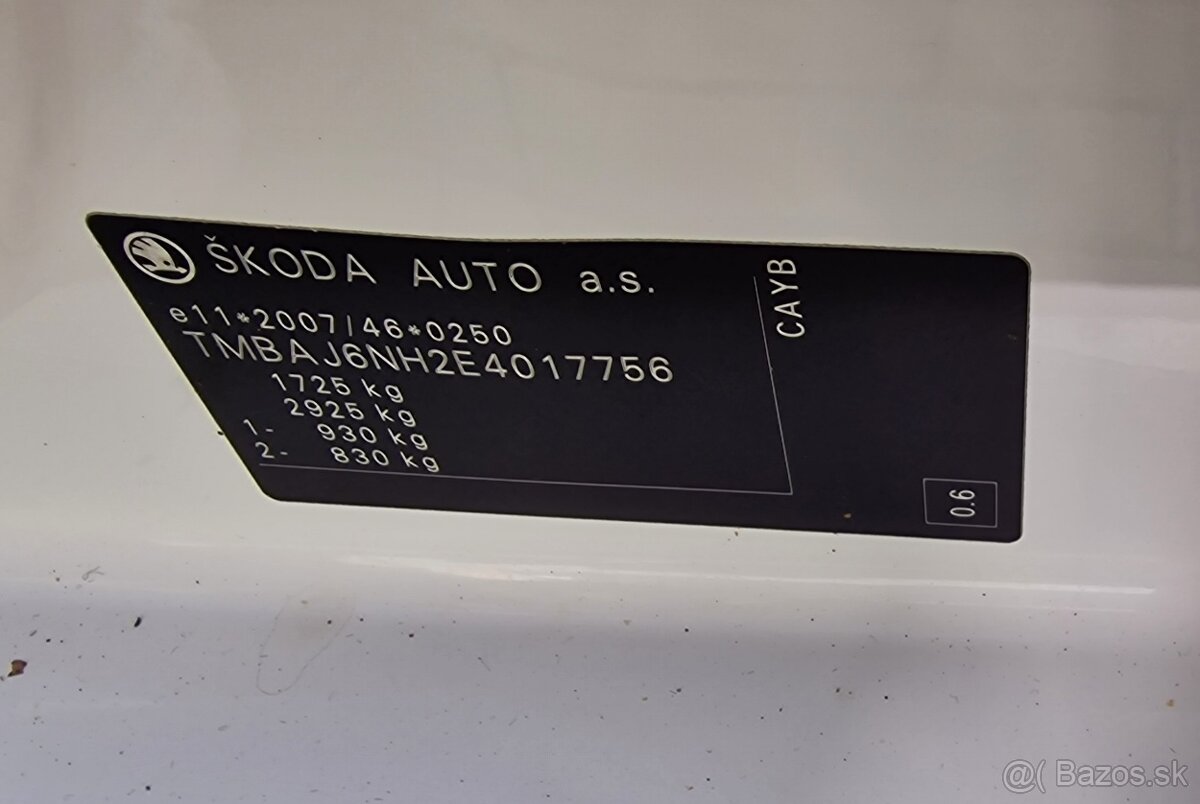 ŠKODA AUTO a.s.
e11*2007/46*0250
TMBAJ6NH2E4017756
1725 kg
2925 kg
1- 930 kg
2- 830 kg
CAYB
0.6
@( Bazos.sk